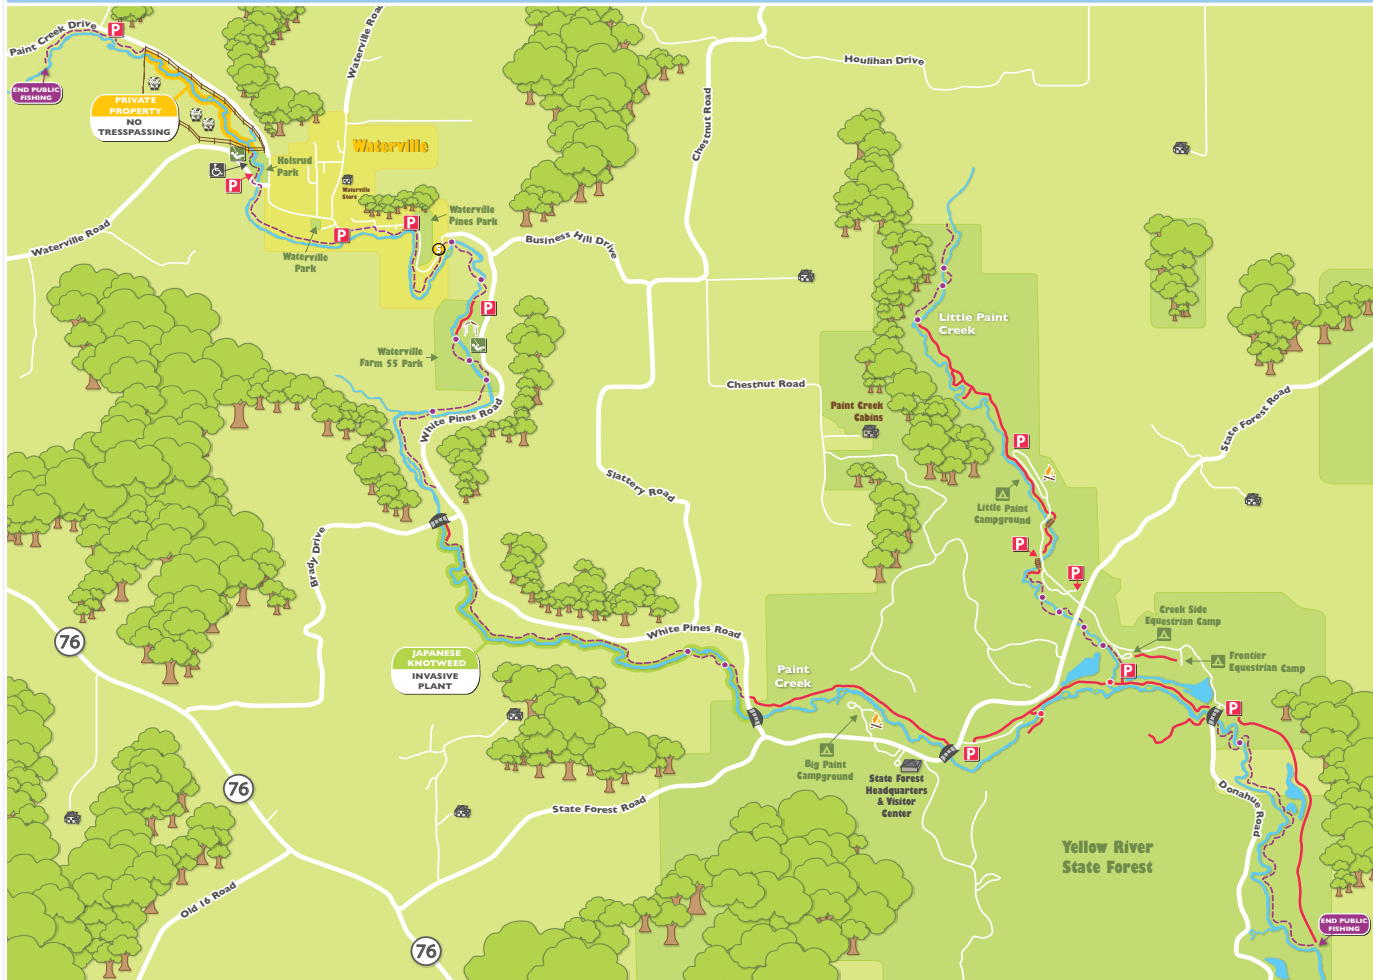 Paint Creek Drive
P
END PUBLIC
FISHING
PRIVATE
PROPERTY
NO
TRESSPASSING
Waterville Road
Houlihan Drive
Chestnut Road
Waterville
Kolsrud
Park
P
Waterville
Store
Waterville
Pines Park
P
P
Waterville Road
Waterville
Park
Business Hill Drive
P
Little Paint
Creek
Waterville
Farm 55 Park
White Pines Road
Chestnut Road
Paint Creek
Cabins
State Forest Road
P
Slattery Road
Little Paint
Campground
Brady Drive
P
P
Creek Side
Equestrian Camp
76
White Pines Road
JAPANESE
KNOTWEED
INVASIVE
PLANT
Frontier
Equestrian Camp
Paint
Creek
P
P
P
Big Paint
Campground
State Forest
Headquarters
& Visitor
Center
76
State Forest Road
Donahue Road
Yellow River
State Forest
Old 16 Road
END PUBLIC
FISHING
76